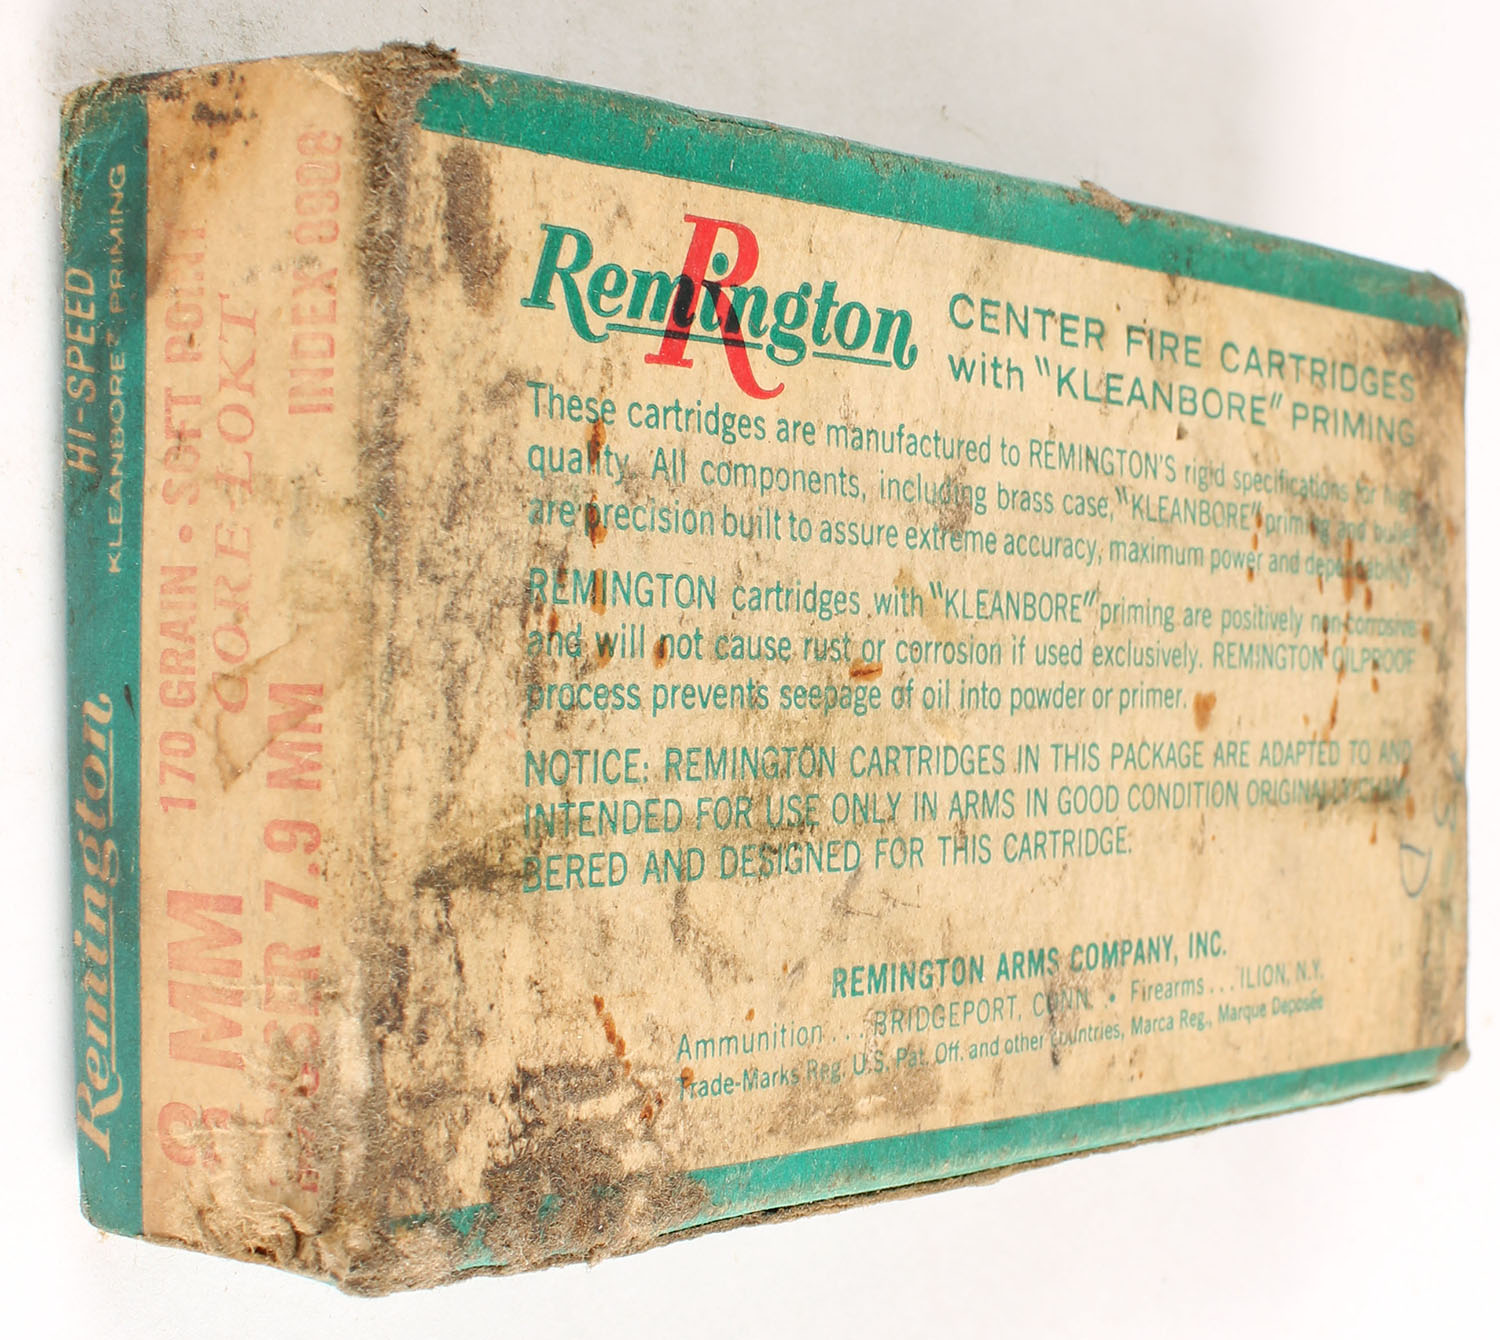 Remington
HI-SPEED
KLEANBORE PRIMING
8 MM
170 GRAIN • SOFT POINT
CORE-LOKT
MAUSER 7.9 MM
INDEX
R
Remington
CENTER FIRE CARTRIDGES
with "KLEANBORE" PRIMING
These cartridges are manufactured to REMINGTON'S rigid specifications for high
quality. All components, including brass case, "KLEANBORE" priming and bullet
are precision built to assure extreme accuracy, maximum power and dependability.
REMINGTON cartridges with "KLEANBORE" priming are positively non-corrosive
and will not cause rust or corrosion if used exclusively. REMINGTON OILPROOF
process prevents seepage of oil into powder or primer.
NOTICE: REMINGTON CARTRIDGES IN THIS PACKAGE ARE ADAPTED TO AND
INTENDED FOR USE ONLY IN ARMS IN GOOD CONDITION ORIGINALLY CHAM-
BERED AND DESIGNED FOR THIS CARTRIDGE.
REMINGTON ARMS COMPANY, INC.
Ammunition... BRIDGEPORT, CONN. • Firearms... ILION, N.Y.
Trade-Marks Reg. U.S. Pat. Off. and other countries, Marca Reg., Marque Deposée